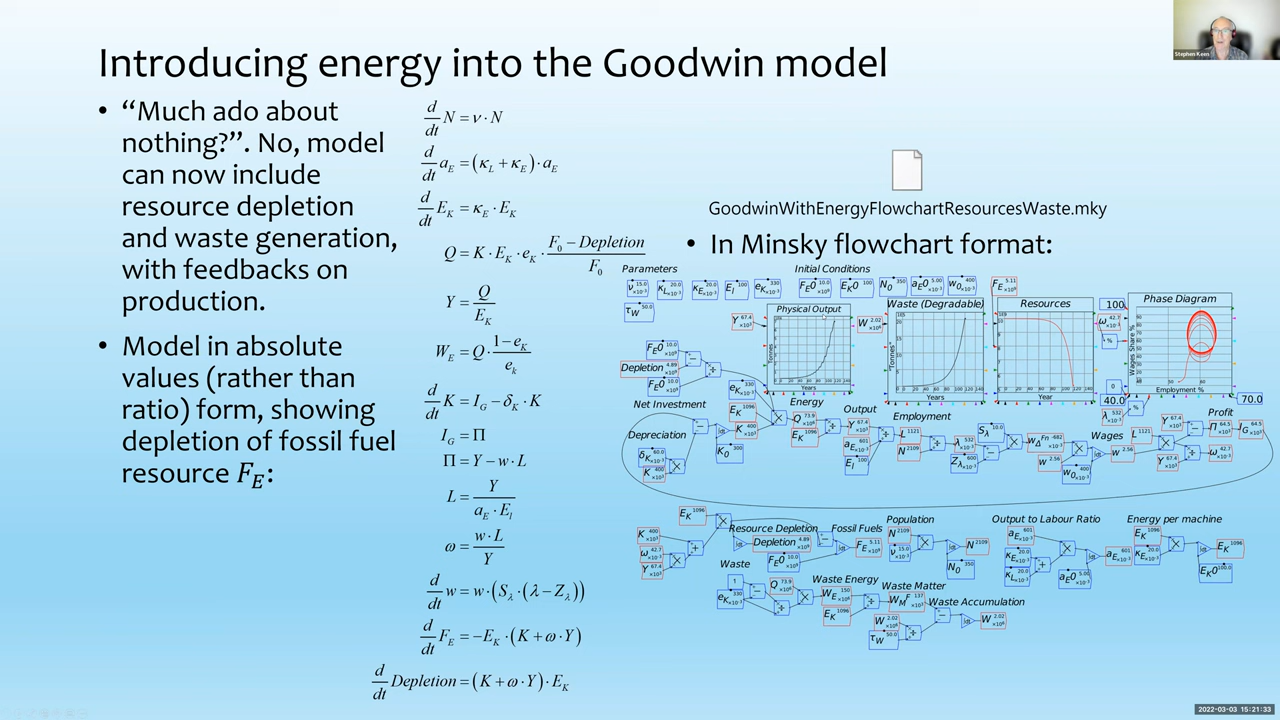 Introducing energy into the Goodwin model
Stephen Keen
• “Much ado about
nothing?”. No, model
can now include
resource depletion
and waste generation,
with feedbacks on
production.
• Model in absolute
values (rather than
ratio) form, showing
depletion of fossil fuel
resource F_E:
d/dt N = ν · N
d/dt a_E = (κ_L + κ_E) · a_E
d/dt E_K = κ_E · E_K
Q = K · E_K · e_K · (F_0 − Depletion)/F_0
Y = Q/E_K
W_E = Q · (1 − e_K)/e_k
d/dt K = I_G − δ_K · K
I_G = Π
Π = Y − w · L
L = Y/(a_E · E_I)
ω = (w · L)/Y
d/dt w = w · (S_λ · (λ − Z_λ))
d/dt F_E = −E_K · (K + ω · Y)
d/dt Depletion = (K + ω · Y) · E_K
GoodwinWithEnergyFlowchartResourcesWaste.mky
• In Minsky flowchart format:
Parameters
Initial Conditions
Physical Output
Waste (Degradable)
Resources
Phase Diagram
Tonnes
Years
"Tonnes"
Years
Year
Wages Share %
Employment %
Depletion
Net Investment
Energy
Output
Employment
Profit
Depreciation
Wages
Resource Depletion
Fossil Fuels
Population
Output to Labour Ratio
Energy per machine
Depletion
Waste
Waste Energy
Waste Matter
Waste Accumulation
2022-03-03 15:21:33